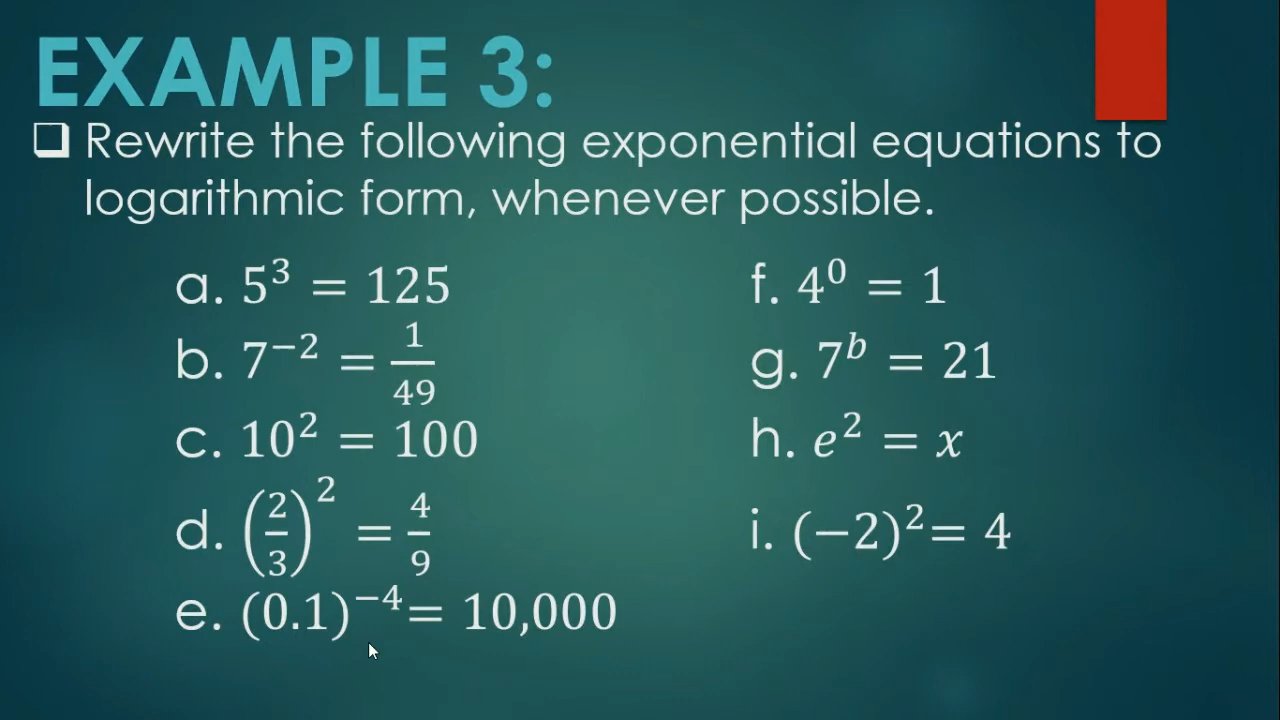 EXAMPLE 3:
❑ Rewrite the following exponential equations to
logarithmic form, whenever possible.
a. 5³ = 125
b. 7⁻² = 1/49
c. 10² = 100
d. (2/3)² = 4/9
e. (0.1)⁻⁴= 10,000
f. 4⁰ = 1
g. 7ᵇ = 21
h. e² = x
i. (−2)²= 4